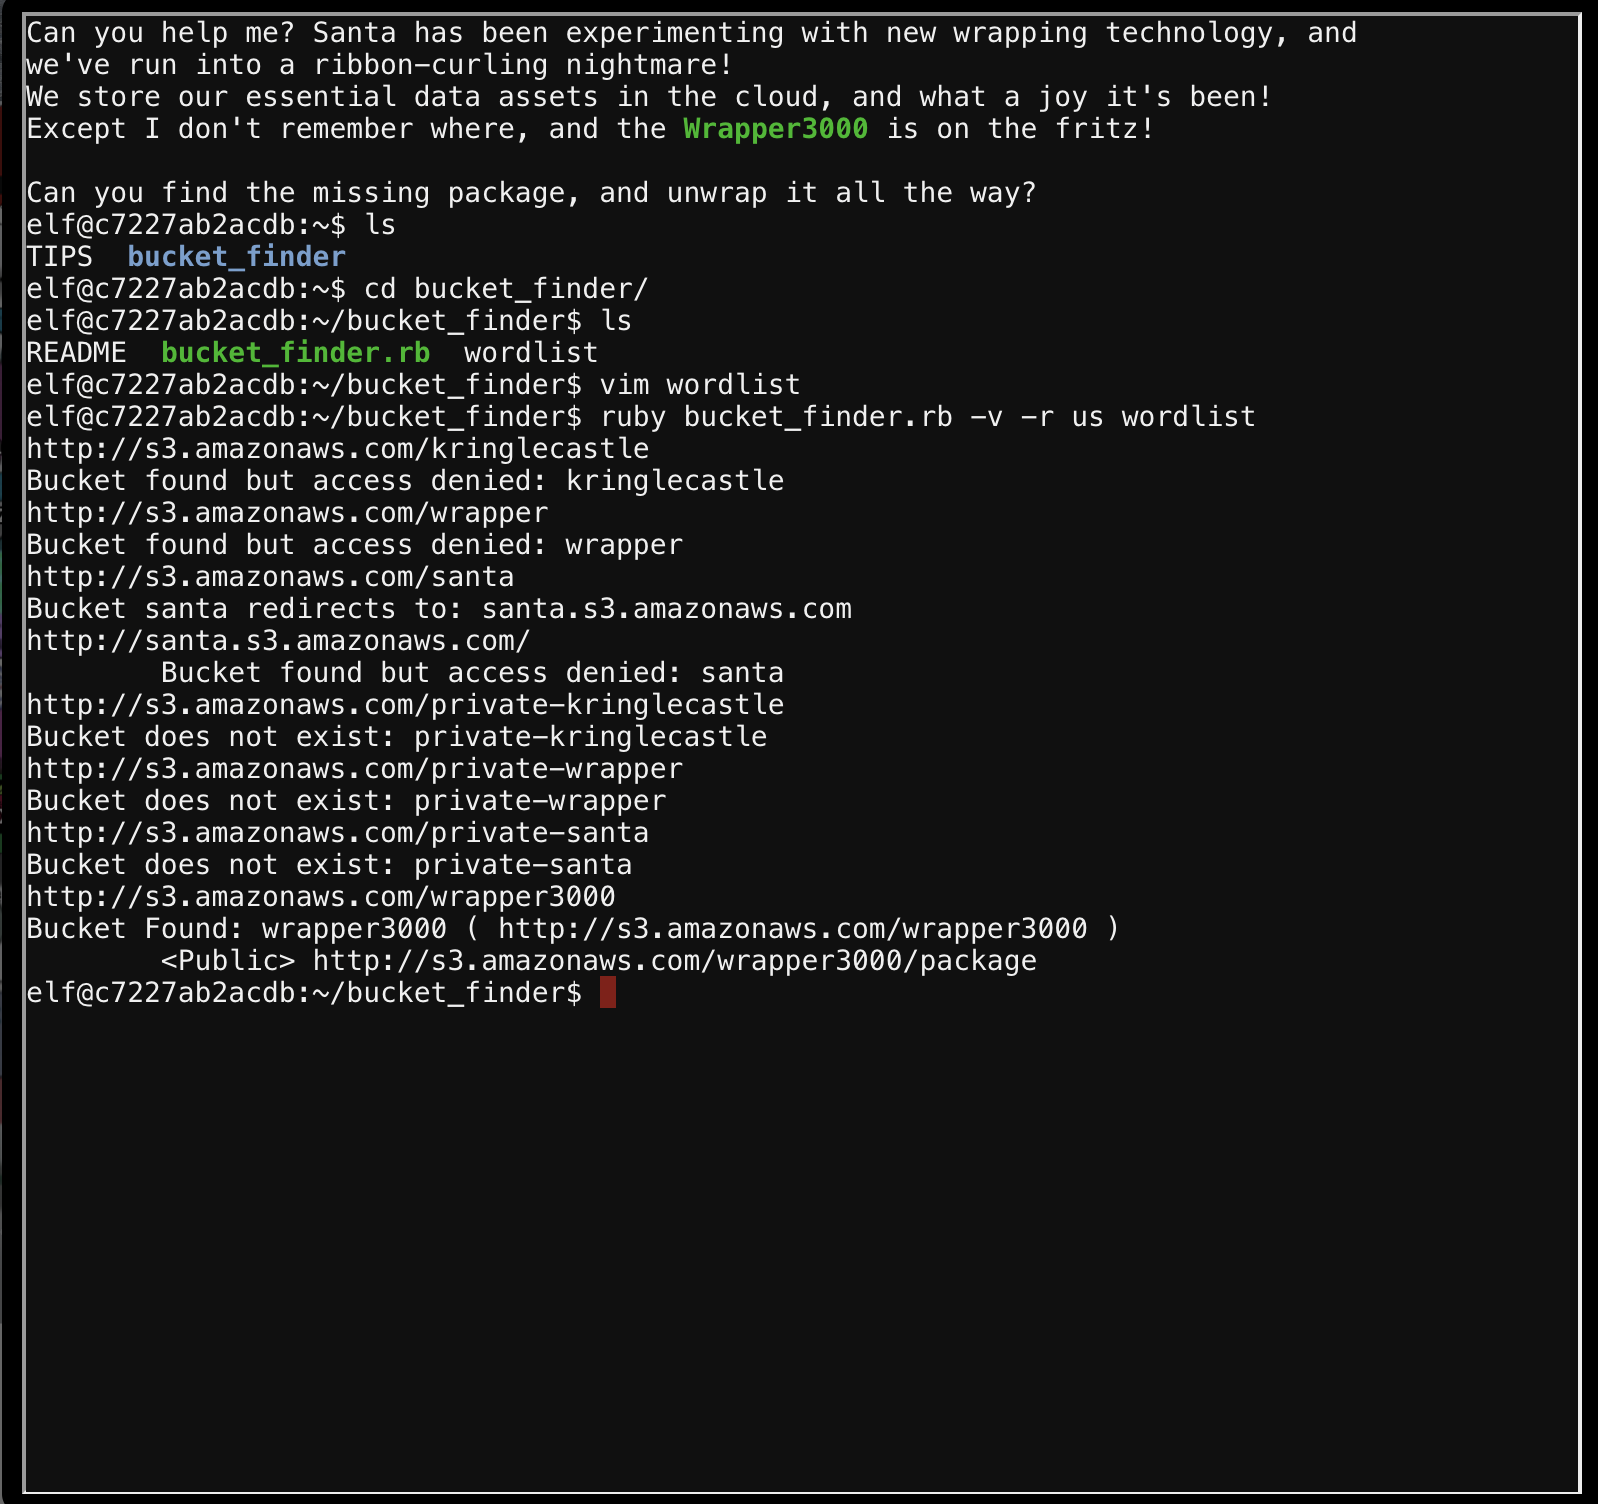 Can you help me? Santa has been experimenting with new wrapping technology, and
we've run into a ribbon-curling nightmare!
We store our essential data assets in the cloud, and what a joy it's been!
Except I don't remember where, and the Wrapper3000 is on the fritz!
Can you find the missing package, and unwrap it all the way?
elf@c7227ab2acdb:~$ ls
TIPS  bucket_finder
elf@c7227ab2acdb:~$ cd bucket_finder/
elf@c7227ab2acdb:~/bucket_finder$ ls
README  bucket_finder.rb  wordlist
elf@c7227ab2acdb:~/bucket_finder$ vim wordlist
elf@c7227ab2acdb:~/bucket_finder$ ruby bucket_finder.rb -v -r us wordlist
http://s3.amazonaws.com/kringlecastle
Bucket found but access denied: kringlecastle
http://s3.amazonaws.com/wrapper
Bucket found but access denied: wrapper
http://s3.amazonaws.com/santa
Bucket santa redirects to: santa.s3.amazonaws.com
http://santa.s3.amazonaws.com/
        Bucket found but access denied: santa
http://s3.amazonaws.com/private-kringlecastle
Bucket does not exist: private-kringlecastle
http://s3.amazonaws.com/private-wrapper
Bucket does not exist: private-wrapper
http://s3.amazonaws.com/private-santa
Bucket does not exist: private-santa
http://s3.amazonaws.com/wrapper3000
Bucket Found: wrapper3000 ( http://s3.amazonaws.com/wrapper3000 )
        <Public> http://s3.amazonaws.com/wrapper3000/package
elf@c7227ab2acdb:~/bucket_finder$